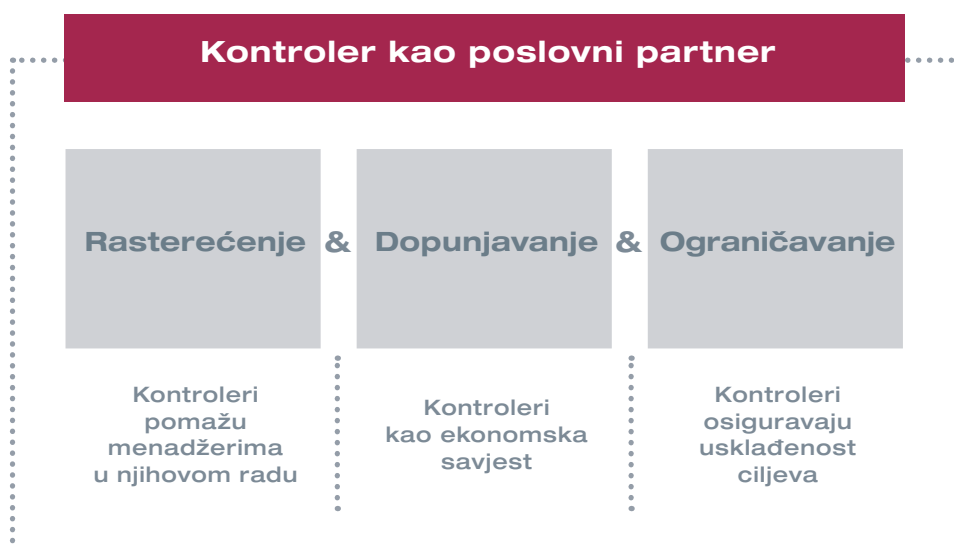 Kontroler kao poslovni partner
Rasterećenje & Dopunjavanje & Ograničavanje
Kontroleri
pomažu
menadžerima
u njihovom radu
Kontroleri
kao ekonomska
savjest
Kontroleri
osiguravaju
usklađenost
ciljeva